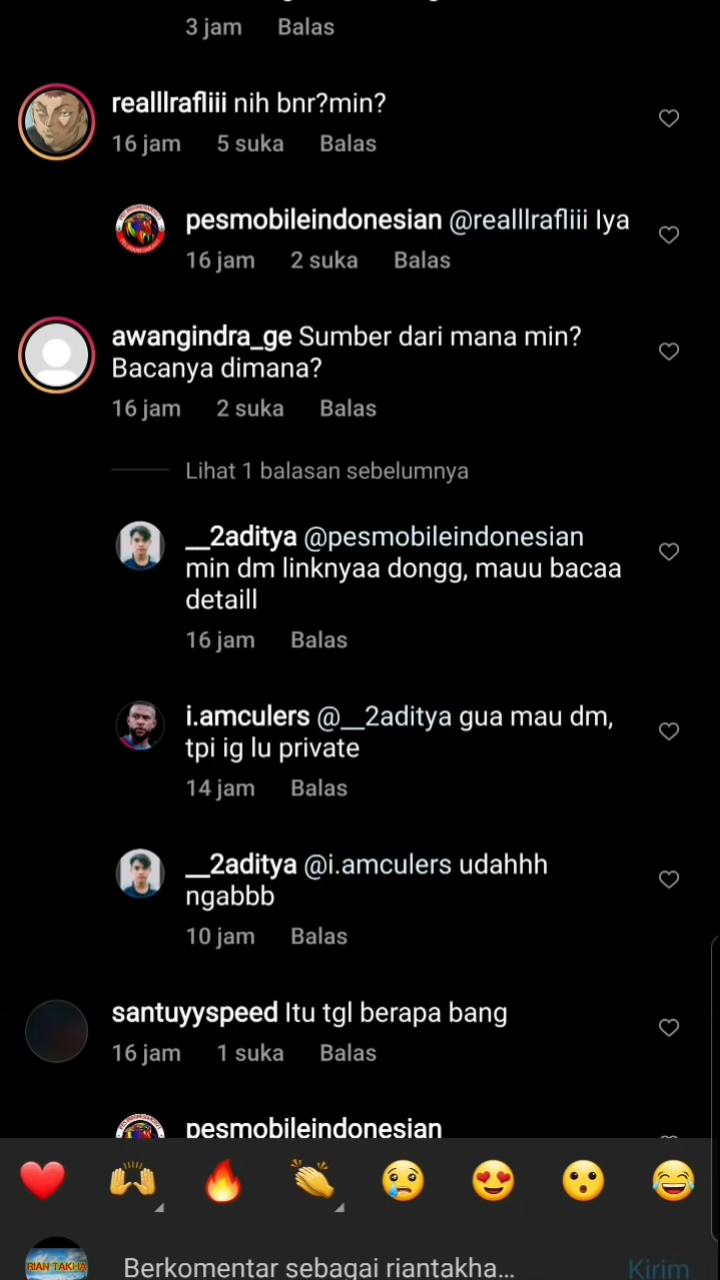 3 jam Balas
realllrafliii nih bnr?min?
16 jam 5 suka Balas
pesmobileindonesian @realllrafliii Iya
16 jam 2 suka Balas
awangindra_ge Sumber dari mana min?
Bacanya dimana?
16 jam 2 suka Balas
Lihat 1 balasan sebelumnya
__2aditya @pesmobileindonesian
min dm linknyaa dongg, mauu bacaa
detaill
16 jam Balas
i.amculers @__2aditya gua mau dm,
tpi ig lu private
14 jam Balas
__2aditya @i.amculers udahhh
ngabbb
10 jam Balas
santuyyspeed Itu tgl berapa bang
16 jam 1 suka Balas
pesmobileindonesian
RIAN TAKHA
Berkomentar sebagai riantakha...
Kirim